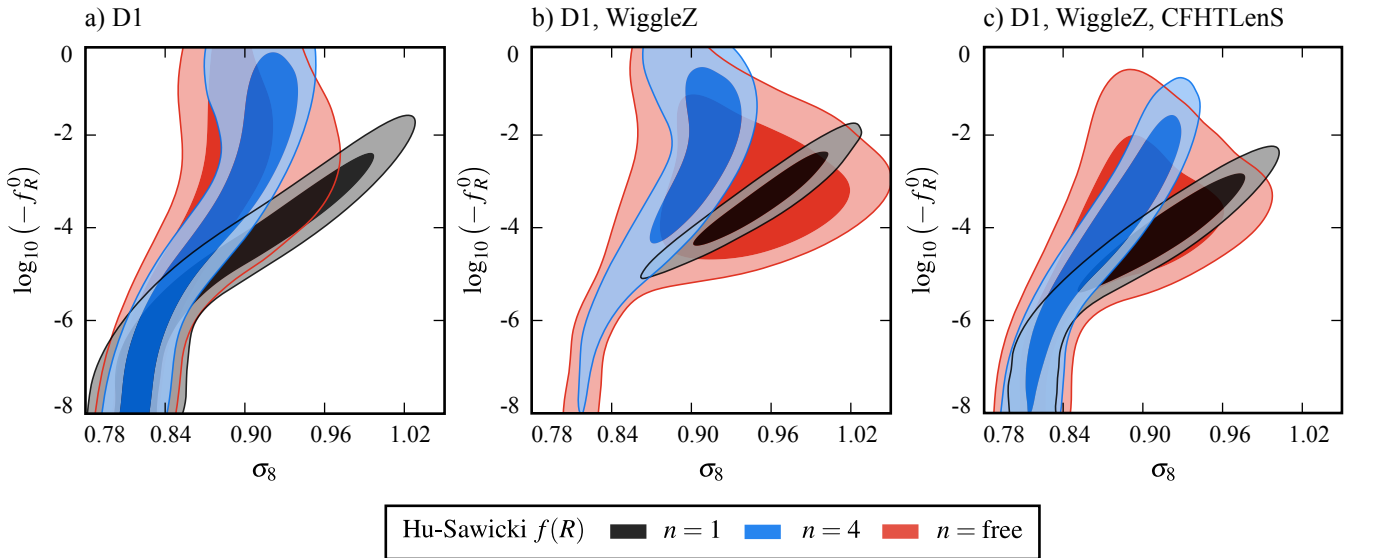 a) D1
b) D1, WiggleZ
c) D1, WiggleZ, CFHTLenS
0
-2
-4
-6
-8
log₁₀ (−f⁰_R)
0.78 0.84 0.90 0.96 1.02
σ₈
0
-2
-4
-6
-8
log₁₀ (−f⁰_R)
0.78 0.84 0.90 0.96 1.02
σ₈
0
-2
-4
-6
-8
log₁₀ (−f⁰_R)
0.78 0.84 0.90 0.96 1.02
σ₈
Hu-Sawicki f(R) n = 1 n = 4 n = free